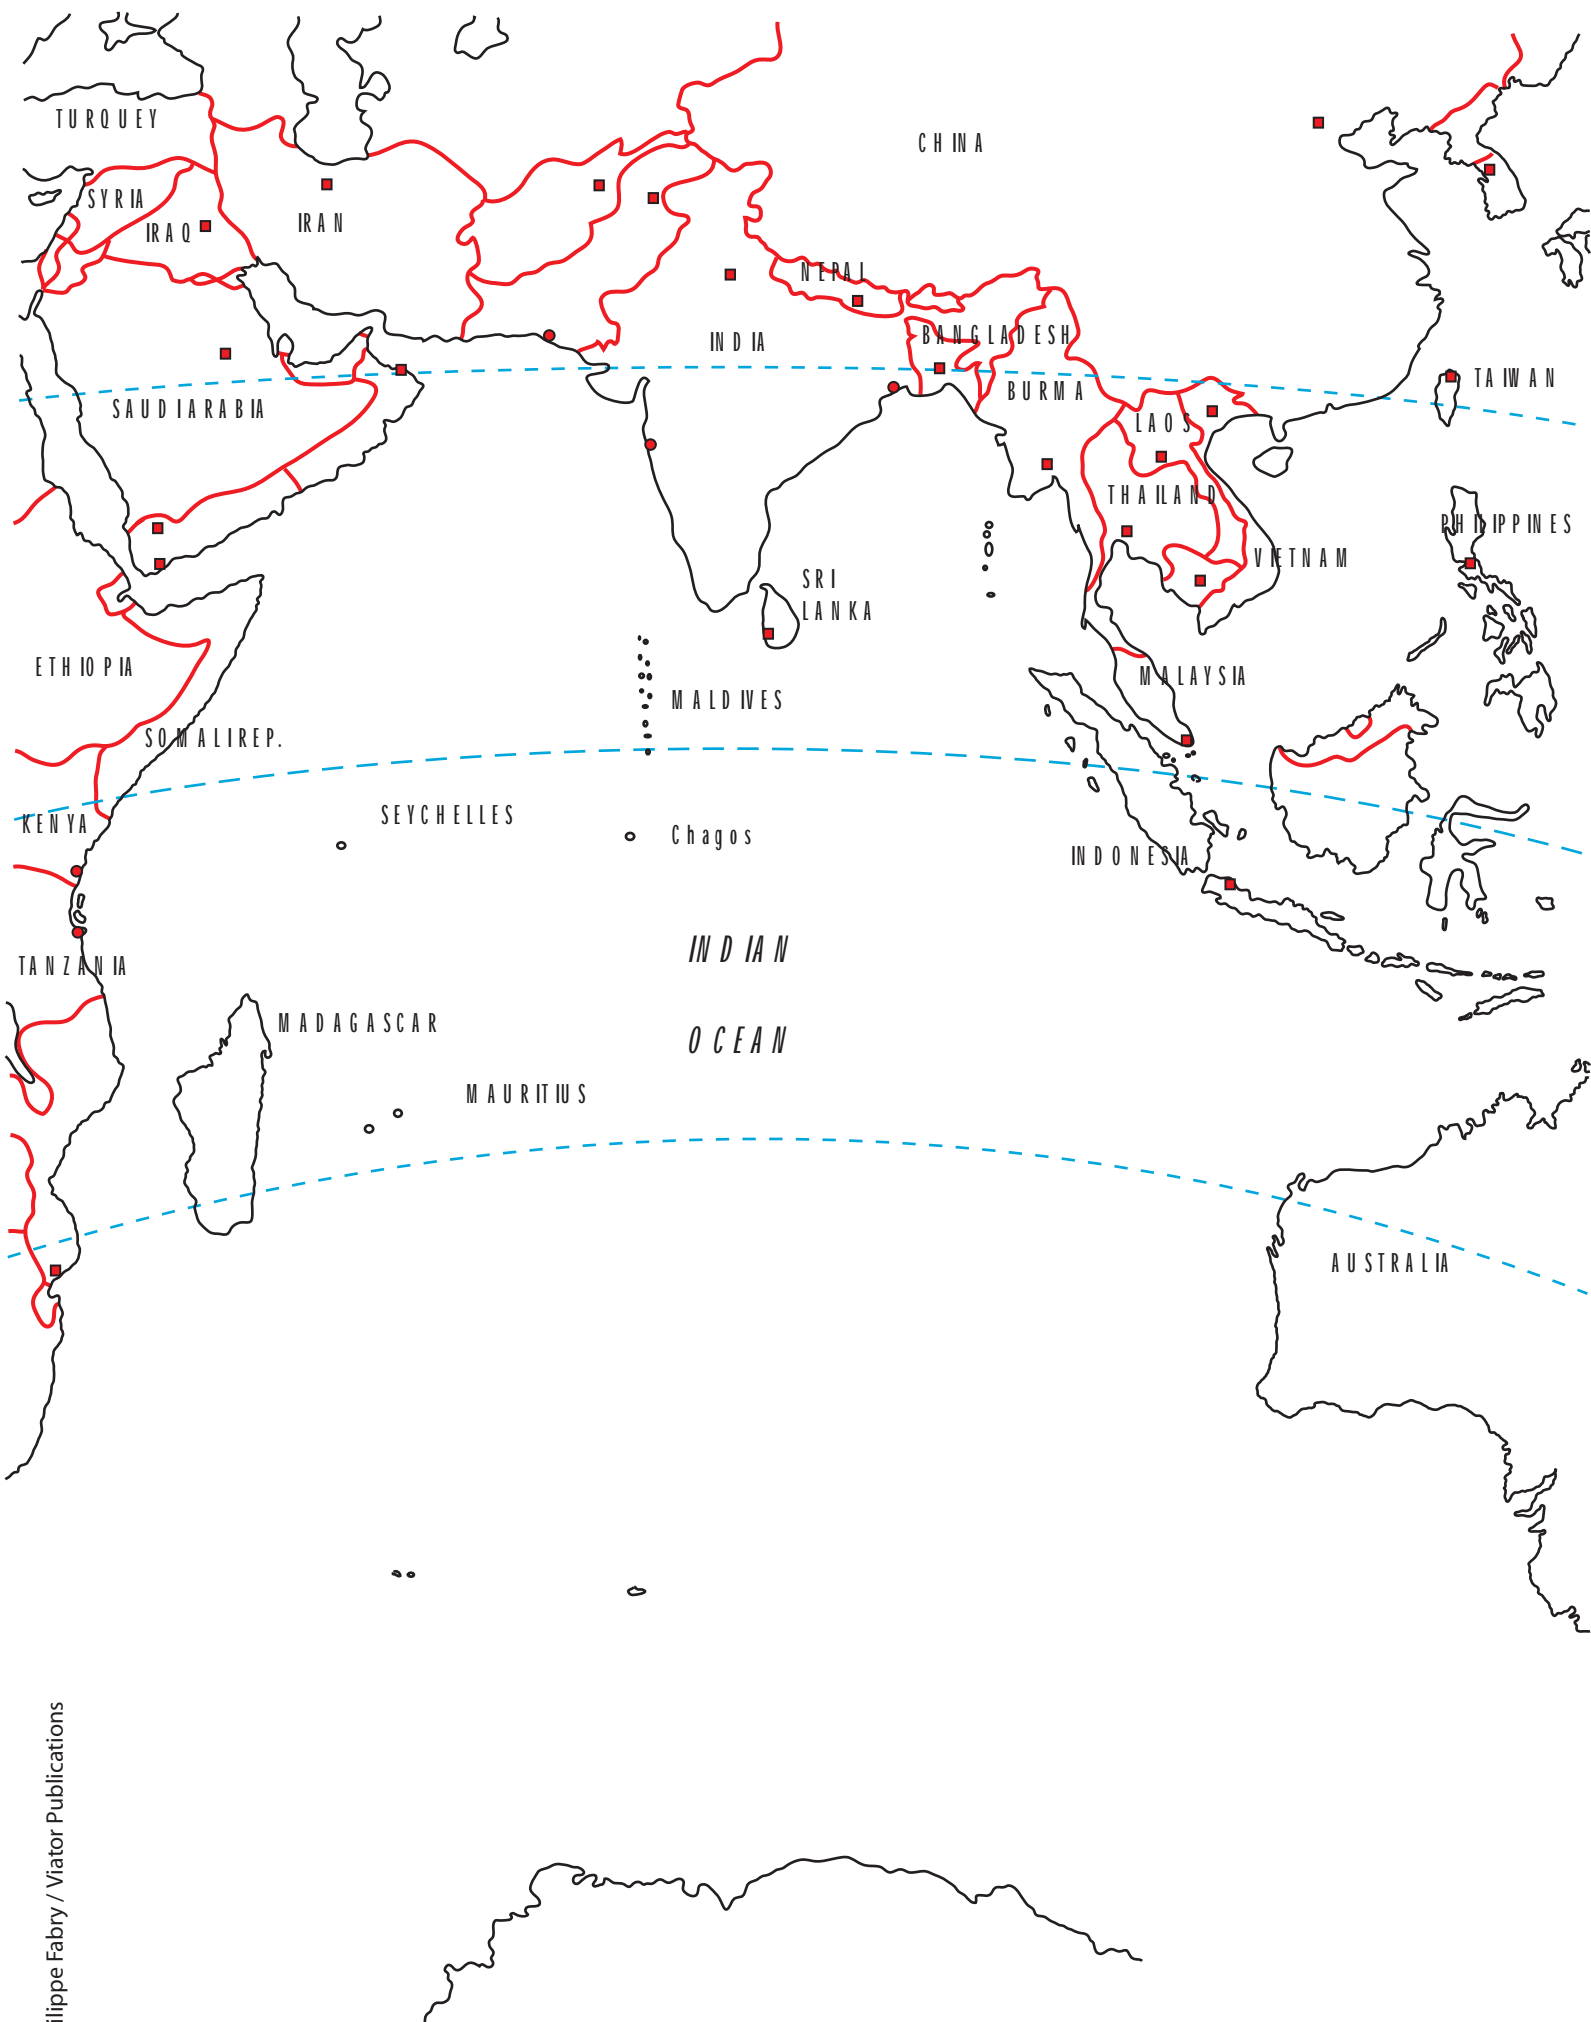 TURQUEY
CHINA
SYRIA
IRAQ
IRAN
NEPAL
BANGLADESH
INDIA
BURMA
TAIWAN
SAUDI ARABIA
LAOS
THAILAND
PHILIPPINES
VIETNAM
SRI
LANKA
ETHIOPIA
MALAYSIA
MALDIVES
SOMALI REP.
SEYCHELLES
KENYA
Chagos
INDONESIA
INDIAN
TANZANIA
MADAGASCAR
OCEAN
MAURITIUS
AUSTRALIA
ilippe Fabry / Viator Publications